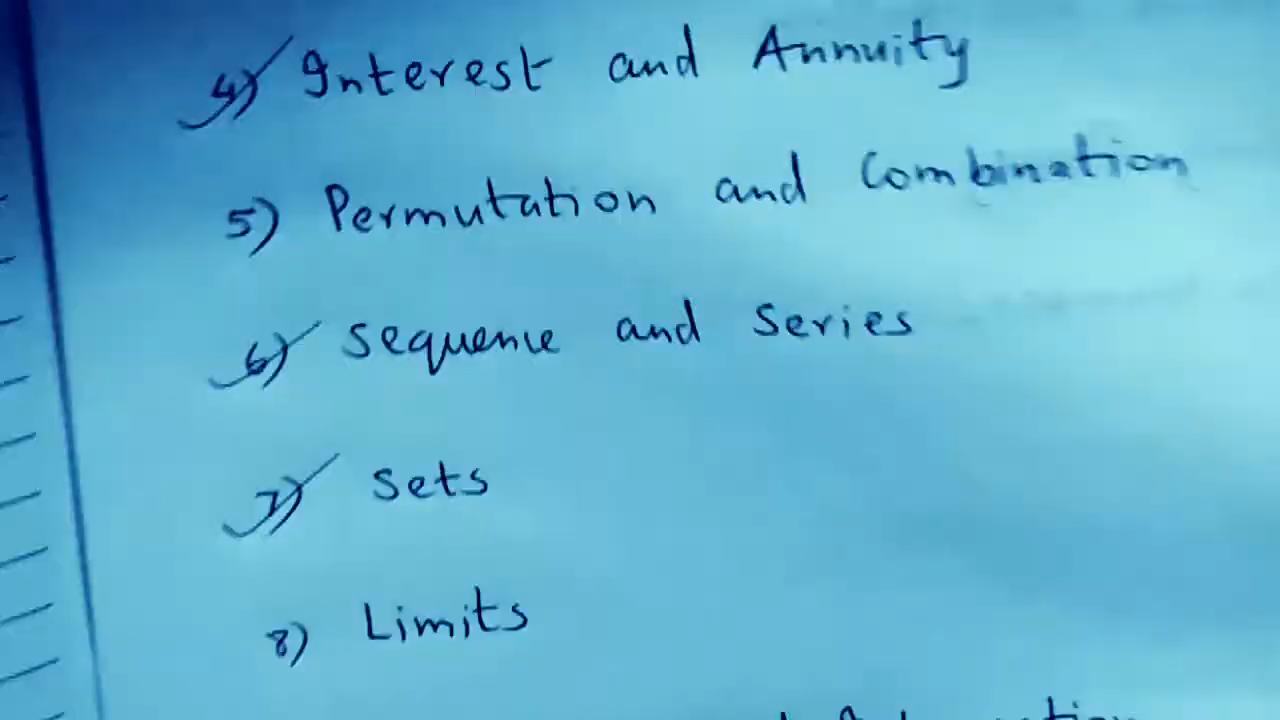 4) Interest and Annuity
5) Permutation and Combination
6) Sequence and Series
7) Sets
8) Limits